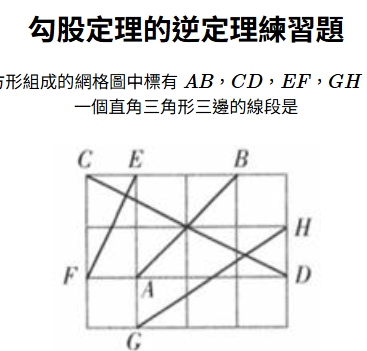 勾股定理的逆定理練習題
方形組成的網格圖中標有 AB，CD，EF，GH
一個直角三角形三邊的線段是
C E B
H
F A D
G